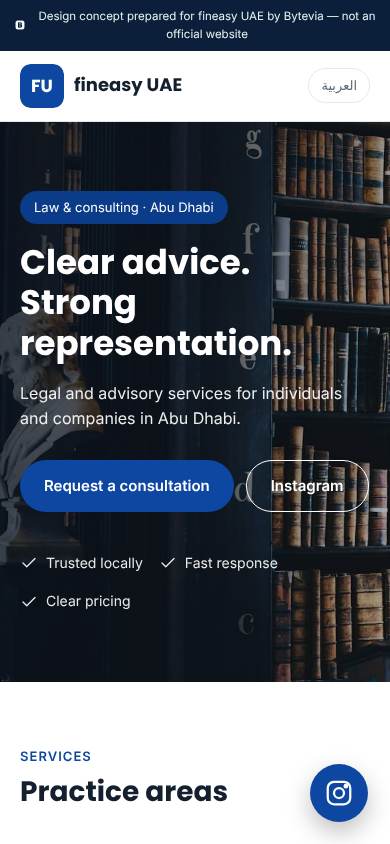 Design concept prepared for fineasy UAE by Bytevia — not an
official website
FU
fineasy UAE
العربية
k
g
i
Law & consulting · Abu Dhabi
f
Clear advice.
Strong
representation.
e
Legal and advisory services for individuals
and companies in Abu Dhabi.
Request a consultation
d
Instagram
Trusted locally
Fast response
Clear pricing
c
SERVICES
Practice areas